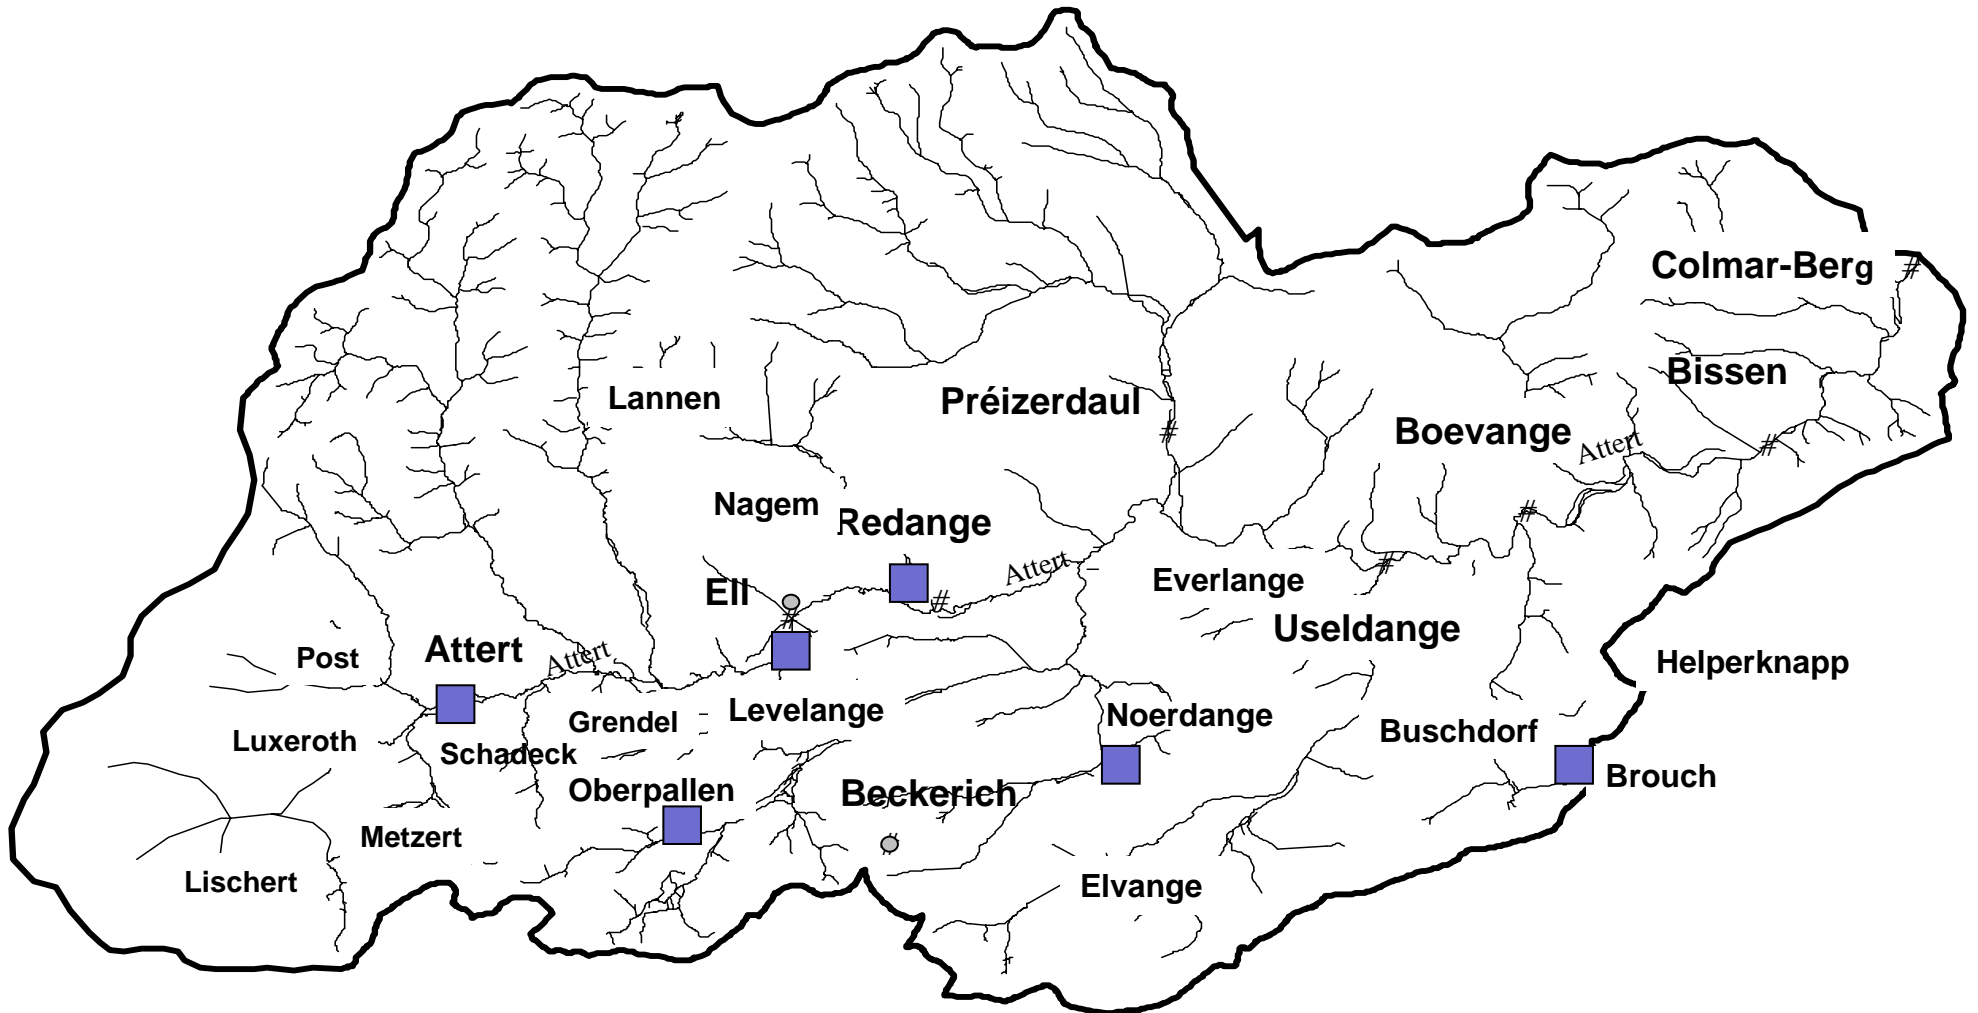 Colmar-Berg
Bissen
Lannen
Préizerdaul
Boevange
Attert
Nagem
Redange
Attert
Ell
Everlange
Useldange
Post
Attert
Attert
Helperknapp
Luxeroth
Grendel
Levelange
Noerdange
Buschdorf
Schadeck
Oberpallen
Beckerich
Brouch
Metzert
Lischert
Elvange